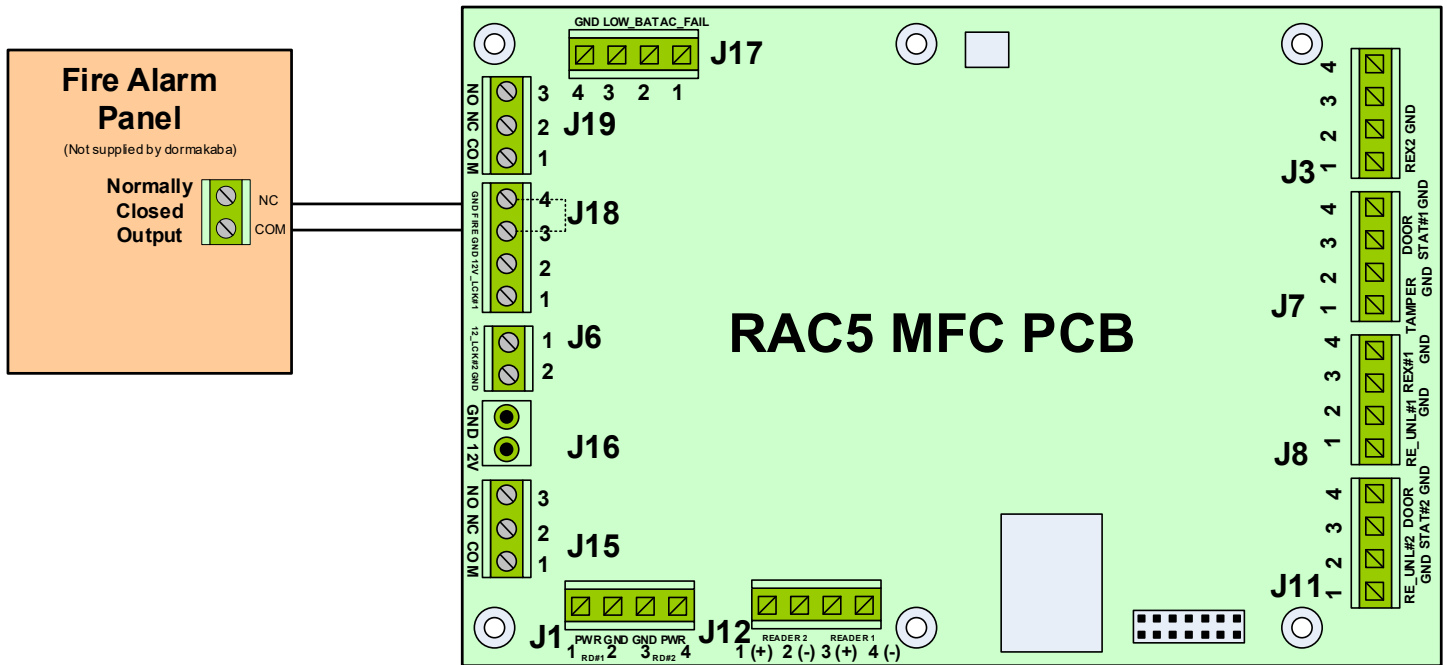 Fire Alarm
Panel
(Not supplied by dormakaba)
Normally
Closed
Output
NC
COM
GND LOW_BAT AC_FAIL
4 3 2 1
J17
NO NC COM
3
2
1
J19
GND FIRE GND 12V_LCK#1
4
3
2
1
J18
12_LCK#2 GND
1
2
J6
GND 12V
J16
NO NC COM
3
2
1
J15
RAC5 MFC PCB
J1
PWR GND GND PWR
1 RD#1 2 3 RD#2 4
J12
READER 2 READER 1
1 (+) 2 (-) 3 (+) 4 (-)
4
3
2
1
J3
REX2 GND
4
3
2
1
J7
TAMPER DOOR
GND STAT#1 GND
4
3
2
1
J8
RE_UNL#1 REX#1
GND GND
4
3
2
1
J11
RE_UNL#2 DOOR
GND STAT#2 GND